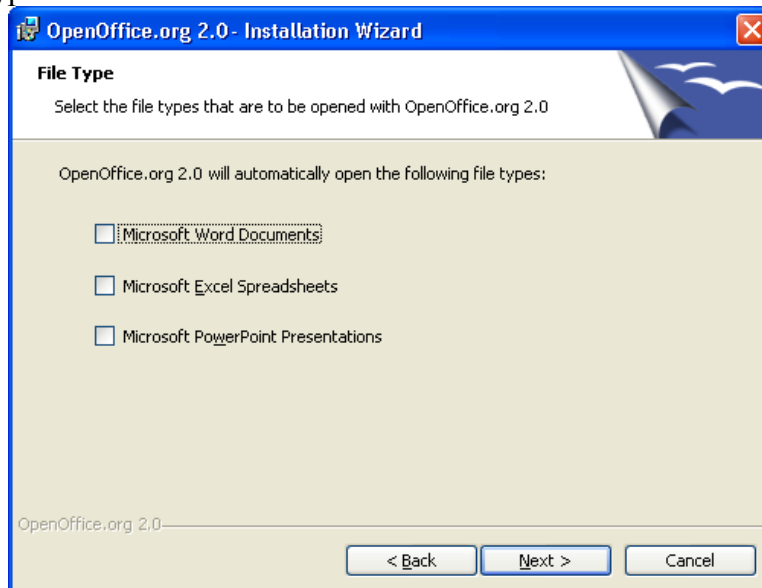 OpenOffice.org 2.0 - Installation Wizard
File Type
Select the file types that are to be opened with OpenOffice.org 2.0
OpenOffice.org 2.0 will automatically open the following file types:
Microsoft Word Documents
Microsoft Excel Spreadsheets
Microsoft PowerPoint Presentations
OpenOffice.org 2.0
< Back Next > Cancel